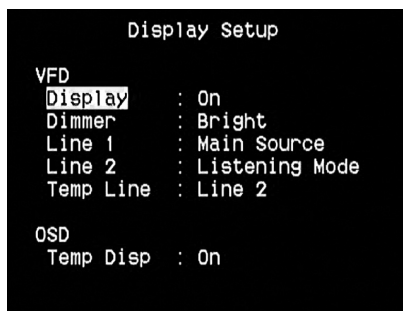 Display Setup
VFD
Display : On
Dimmer : Bright
Line 1 : Main Source
Line 2 : Listening Mode
Temp Line : Line 2
OSD
Temp Disp : On